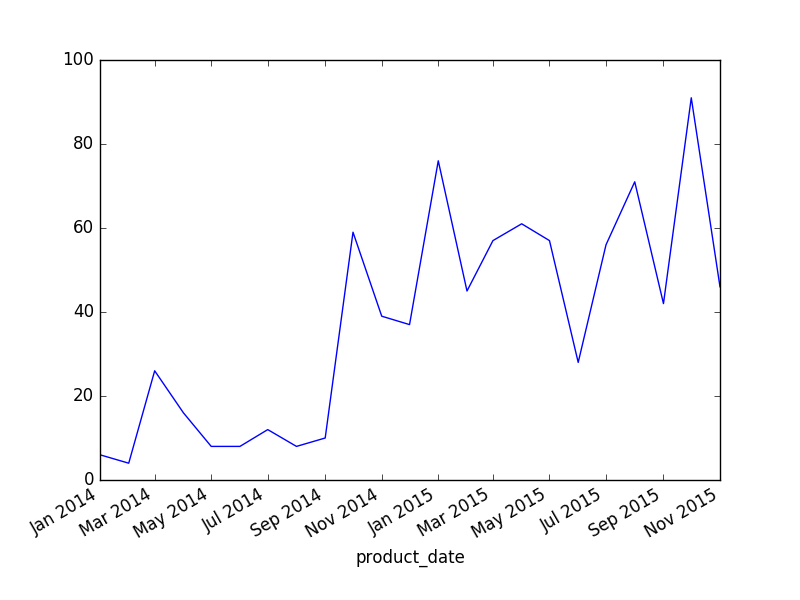 100
80
60
40
20
0
Jan 2014
Mar 2014
May 2014
Jul 2014
Sep 2014
Nov 2014
Jan 2015
Mar 2015
May 2015
Jul 2015
Sep 2015
Nov 2015
product_date